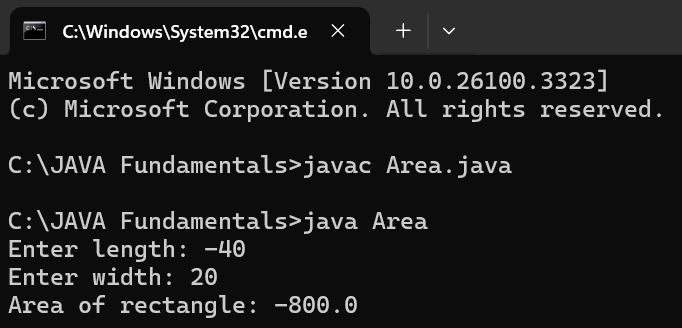 C:\Windows\System32\cmd.e
Microsoft Windows [Version 10.0.26100.3323]
(c) Microsoft Corporation. All rights reserved.
C:\JAVA Fundamentals>javac Area.java
C:\JAVA Fundamentals>java Area
Enter length: -40
Enter width: 20
Area of rectangle: -800.0